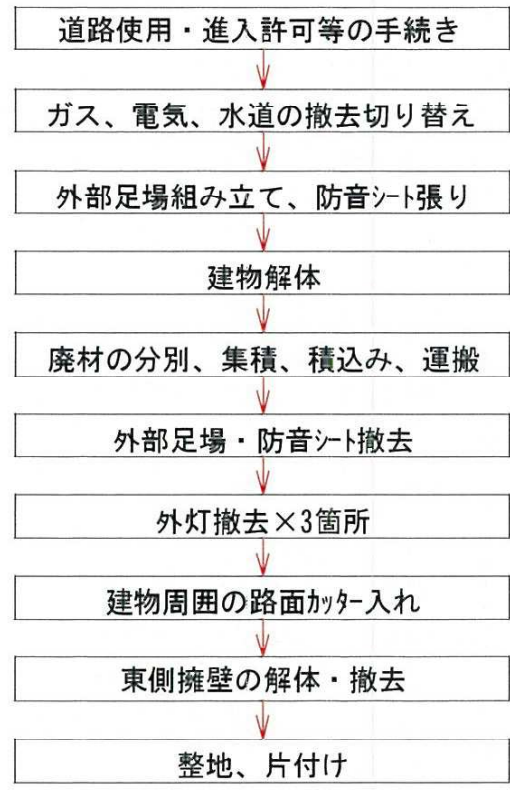 道路使用・進入許可等の手続き
ガス、電気、水道の撤去切り替え
外部足場組み立て、防音ｼｰﾄ張り
建物解体
廃材の分別、集積、積込み、運搬
外部足場・防音ｼｰﾄ撤去
外灯撤去×3箇所
建物周囲の路面ｶｯﾀｰ入れ
東側擁壁の解体・撤去
整地、片付け